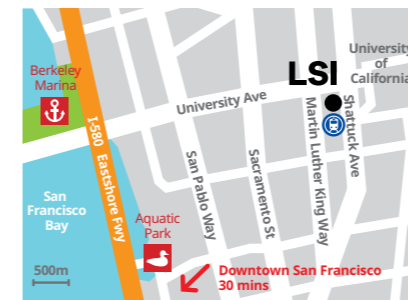 University
of
California
LSI
Berkeley
Marina
University Ave
I-580 Eastshore Fwy
San Pablo Way
Sacramento St
Martin Luther King Way
Shattuck Ave
San
Francisco
Bay
Aquatic
Park
500m
Downtown San Francisco
30 mins